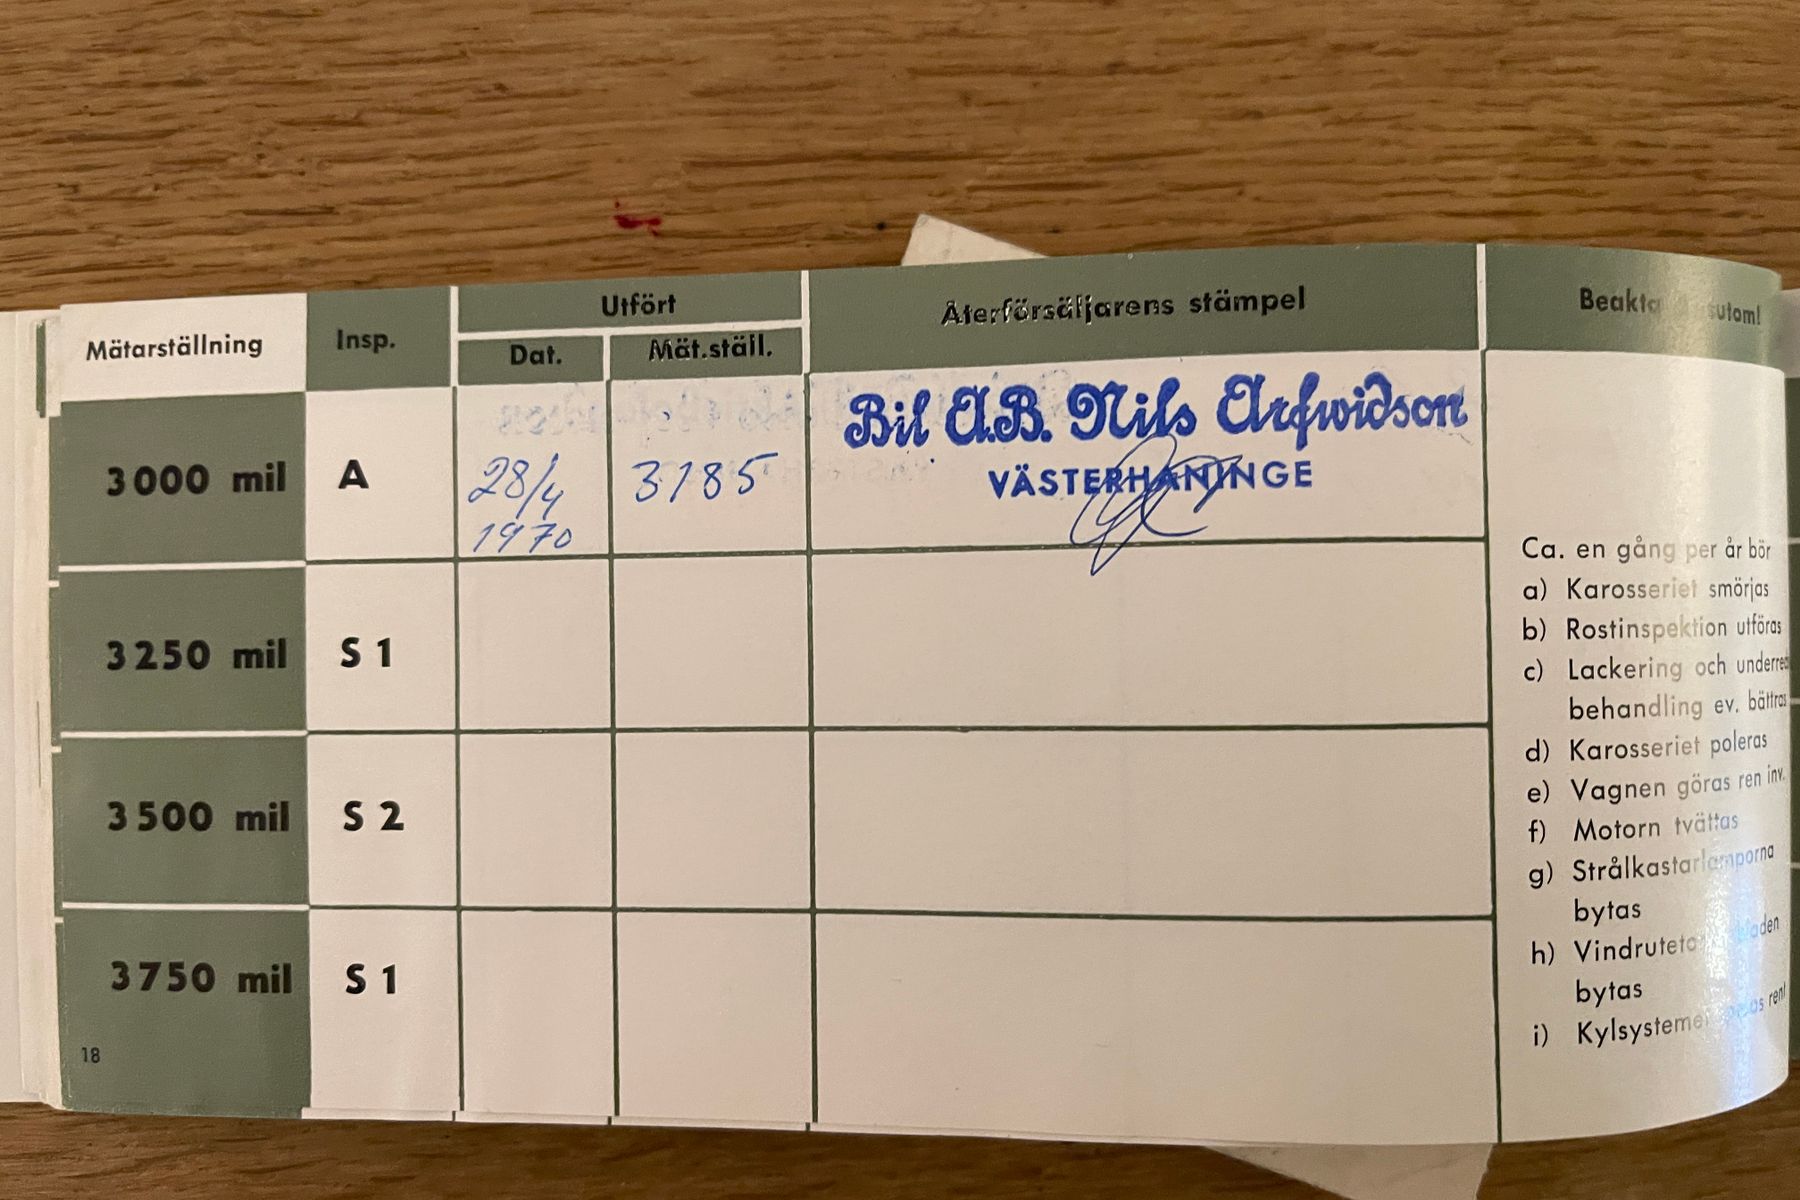 Mätarställning Insp. Utfört Återförsäljarens stämpel Beakta
Dat. Mät.ställ.
3000 mil A 28/4 1970 3185 Bil A.B. Nils Arfwidson
VÄSTERHANINGE
3250 mil S 1
3500 mil S 2
3750 mil S 1
18
Ca. en gång per år bör
a) Karosseriet smörjas
b) Rostinspektion utföras
c) Lackering och
behandling ev. bättras
d) Karosseriet poleras
e) Vagnen göras ren inv.
f) Motorn tvättas
g) Strålkastarlamporna
bytas
h)
bytas
i)